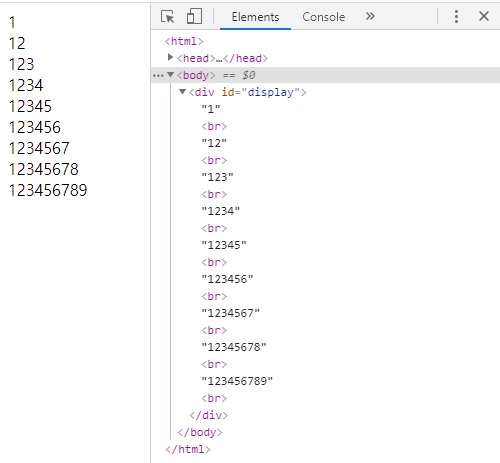 1
12
123
1234
12345
123456
1234567
12345678
123456789
Elements Console »
<html>
<head>…</head>
<body> == $0
<div id="display">
"1"
<br>
"12"
<br>
"123"
<br>
"1234"
<br>
"12345"
<br>
"123456"
<br>
"1234567"
<br>
"12345678"
<br>
"123456789"
<br>
</div>
</body>
</html>